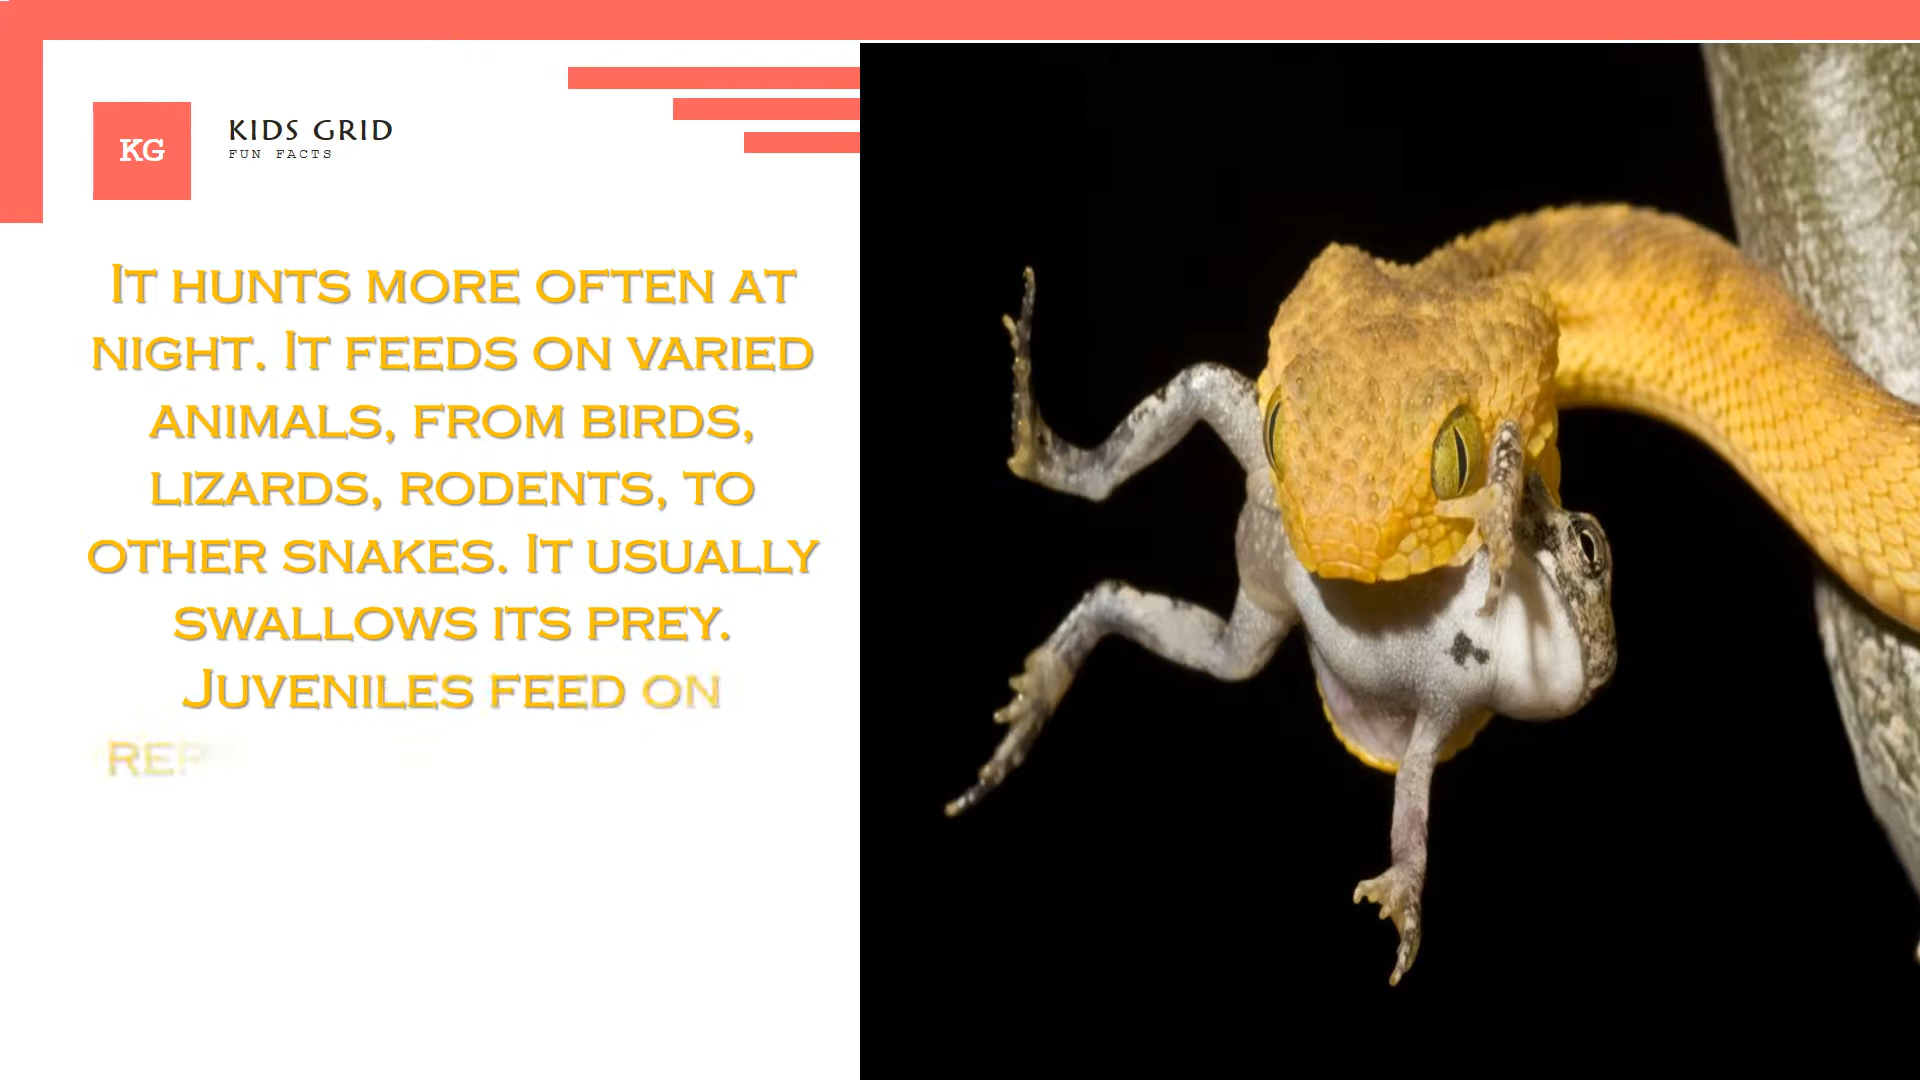 KG
KIDS GRID
FUN FACTS
IT HUNTS MORE OFTEN AT
NIGHT. IT FEEDS ON VARIED
ANIMALS, FROM BIRDS,
LIZARDS, RODENTS, TO
OTHER SNAKES. IT USUALLY
SWALLOWS ITS PREY.
JUVENILES FEED ON